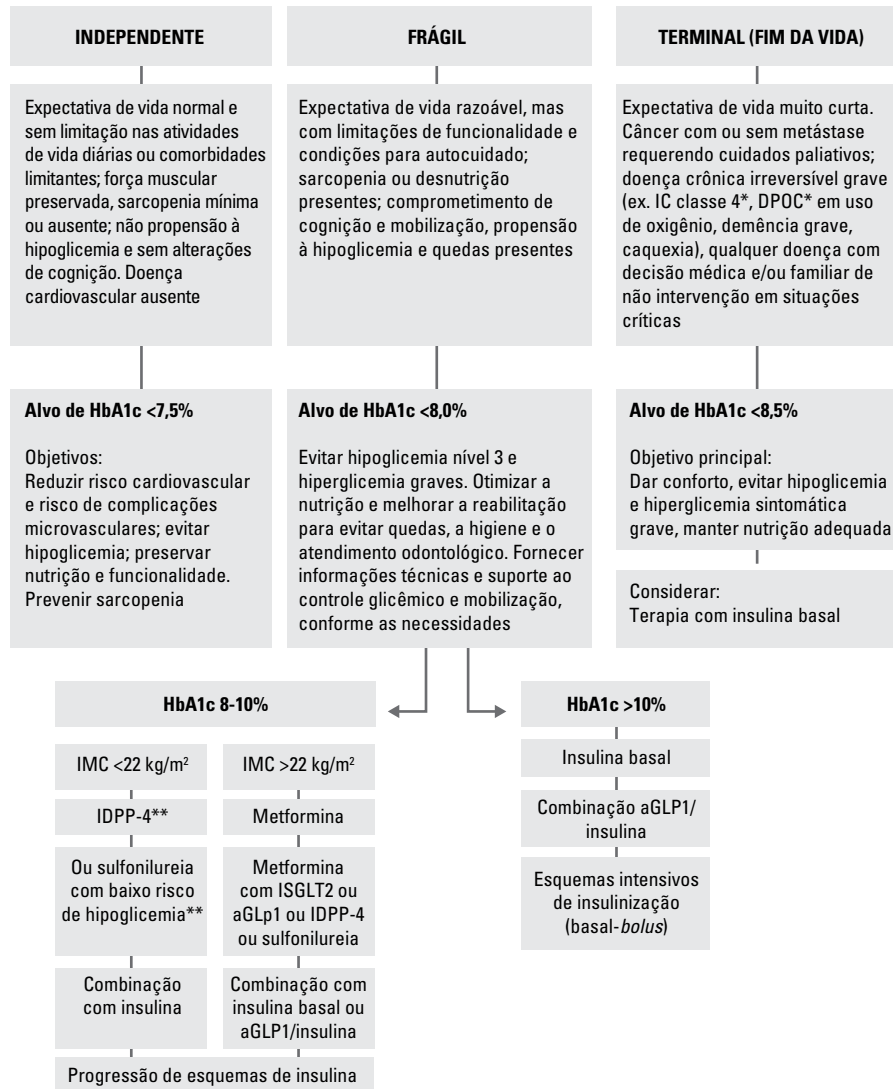 INDEPENDENTE
Expectativa de vida normal e
sem limitação nas atividades
de vida diárias ou comorbidades
limitantes; força muscular
preservada, sarcopenia mínima
ou ausente; não propensão à
hipoglicemia e sem alterações
de cognição. Doença
cardiovascular ausente
Alvo de HbA1c <7,5%
Objetivos:
Reduzir risco cardiovascular
e risco de complicações
microvasculares; evitar
hipoglicemia; preservar
nutrição e funcionalidade.
Prevenir sarcopenia
FRÁGIL
Expectativa de vida razoável, mas
com limitações de funcionalidade e
condições para autocuidado;
sarcopenia ou desnutrição
presentes; comprometimento de
cognição e mobilização, propensão
à hipoglicemia e quedas presentes
Alvo de HbA1c <8,0%
Evitar hipoglicemia nível 3 e
hiperglicemia graves. Otimizar a
nutrição e melhorar a reabilitação
para evitar quedas, a higiene e o
atendimento odontológico. Fornecer
informações técnicas e suporte ao
controle glicêmico e mobilização,
conforme as necessidades
TERMINAL (FIM DA VIDA)
Expectativa de vida muito curta.
Câncer com ou sem metástase
requerendo cuidados paliativos;
doença crônica irreversível grave
(ex. IC classe 4*, DPOC* em uso
de oxigênio, demência grave,
caquexia), qualquer doença com
decisão médica e/ou familiar de
não intervenção em situações
críticas
Alvo de HbA1c <8,5%
Objetivo principal:
Dar conforto, evitar hipoglicemia
e hiperglicemia sintomática
grave, manter nutrição adequada
Considerar:
Terapia com insulina basal
HbA1c 8-10%
IMC <22 kg/m²
IDPP-4**
Ou sulfonilureia
com baixo risco
de hipoglicemia**
Combinação
com insulina
IMC >22 kg/m²
Metformina
Metformina
com ISGLT2 ou
aGLp1 ou IDPP-4
ou sulfonilureia
Combinação com
insulina basal ou
aGLP1/insulina
Progressão de esquemas de insulina
HbA1c >10%
Insulina basal
Combinação aGLP1/
insulina
Esquemas intensivos
de insulinização
(basal-bolus)